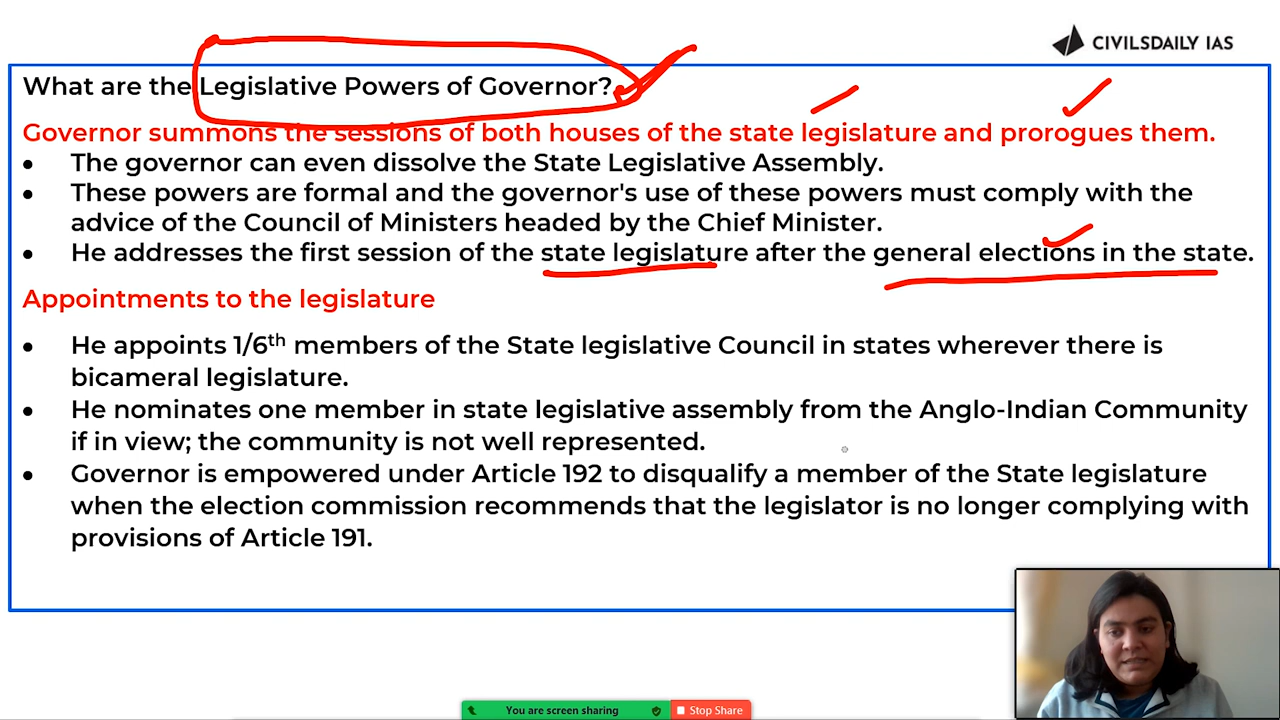 CIVILSDAILY IAS
What are the Legislative Powers of Governor?
Governor summons the sessions of both houses of the state legislature and prorogues them.
• The governor can even dissolve the State Legislative Assembly.
• These powers are formal and the governor's use of these powers must comply with the
advice of the Council of Ministers headed by the Chief Minister.
• He addresses the first session of the state legislature after the general elections in the state.
Appointments to the legislature
• He appoints 1/6th members of the State legislative Council in states wherever there is
bicameral legislature.
• He nominates one member in state legislative assembly from the Anglo-Indian Community
if in view; the community is not well represented.
• Governor is empowered under Article 192 to disqualify a member of the State legislature
when the election commission recommends that the legislator is no longer complying with
provisions of Article 191.
You are screen sharing
Stop Share